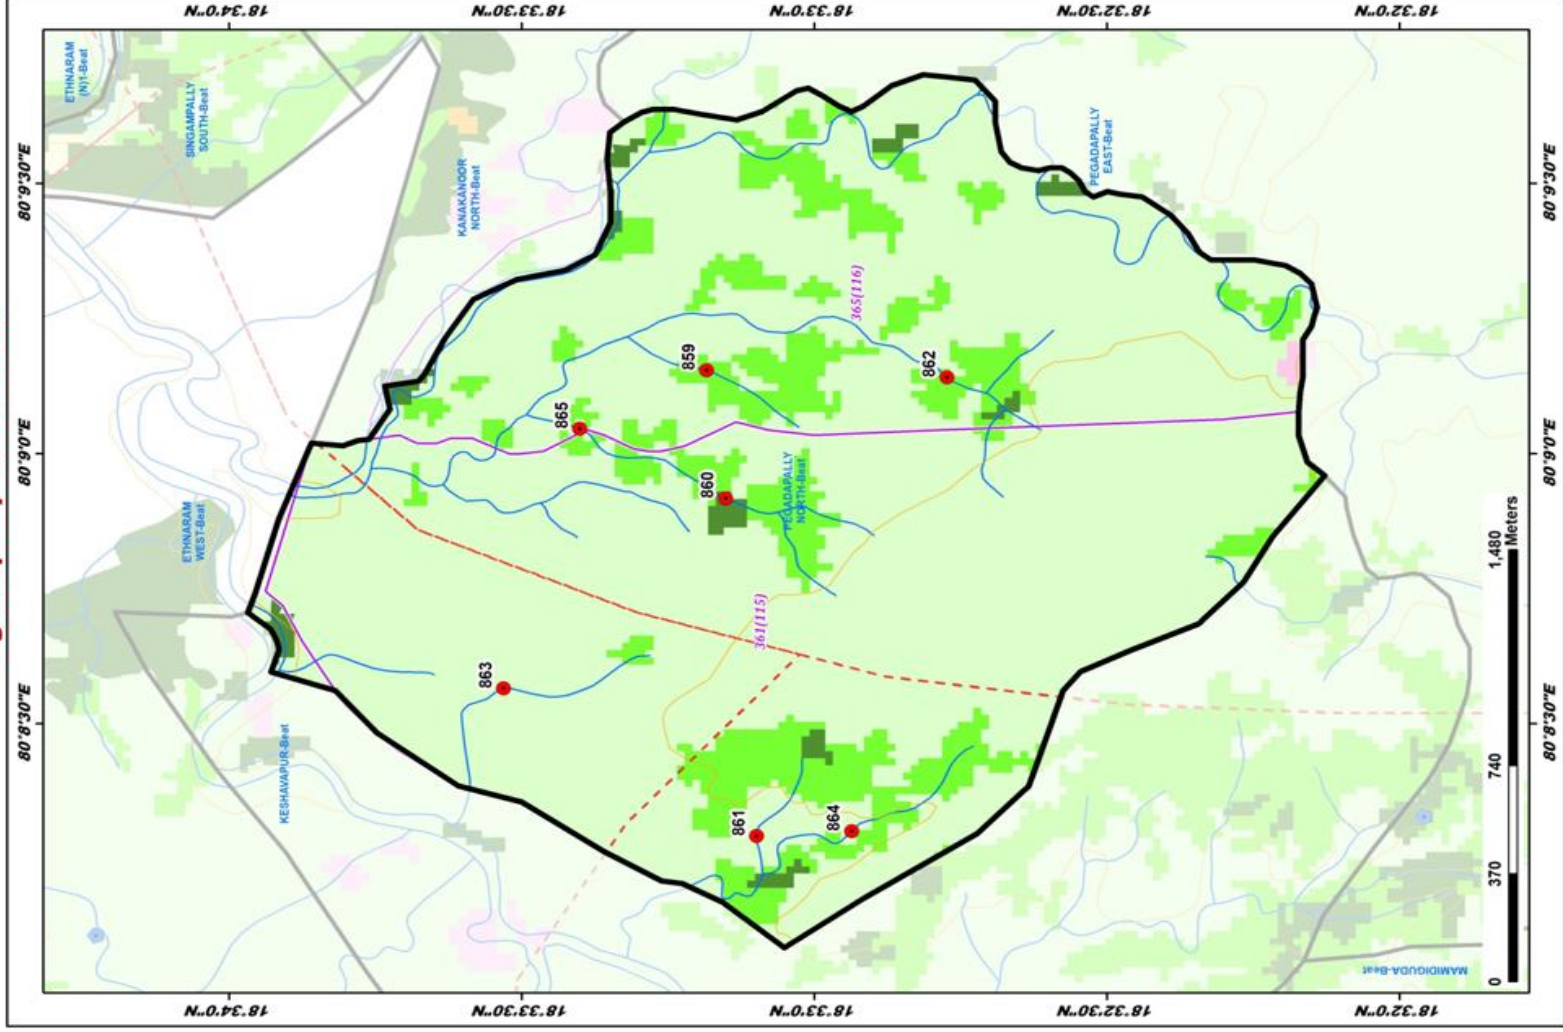 18°34'0"N
18°33'30"N
18°33'0"N
18°32'30"N
18°32'0"N
80°9'30"E
80°9'0"E
80°8'30"E
ETHNARAM
(N)1-Beat
SINGAMPALLY
SOUTH-Beat
KANAKANOOR
NORTH-Beat
PEGADAPALLY
EAST-Beat
365(116)
859
862
865
860
PEGADAPALLY
NORTH-Beat
ETHNARAM
WEST-Beat
361(115)
863
KESHAVAPUR-Beat
861
864
MAMIDIGUDA-Beat
0 370 740 1,480
Meters
80°9'30"E
80°9'0"E
80°8'30"E
18°34'0"N
18°33'30"N
18°33'0"N
18°32'30"N
18°32'0"N